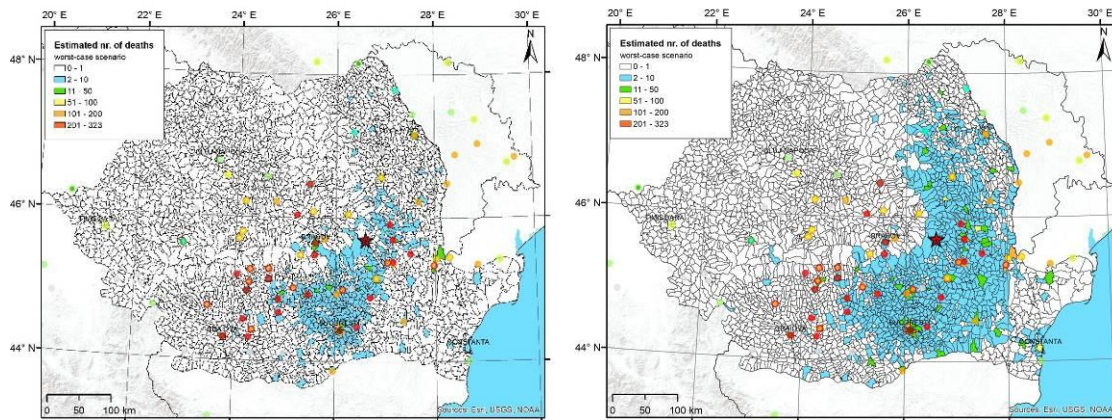 20° E 22° E 24° E 26° E 28° E 30° E
N
Estimated nr. of deaths
worst-case scenario
0 - 1
2 - 10
11 - 50
51 - 100
101 - 200
201 - 323
48° N
46° N
44° N
CONSTANTA
0 50 100 km
Sources: Esri, USGS, NOAA
20° E 22° E 24° E 26° E 28° E 30° E
N
Estimated nr. of deaths
worst-case scenario
0 - 1
2 - 10
11 - 50
51 - 100
101 - 200
201 - 323
48° N
46° N
44° N
CONSTANTA
0 50 100 km
Sources: Esri, USGS, NOAA